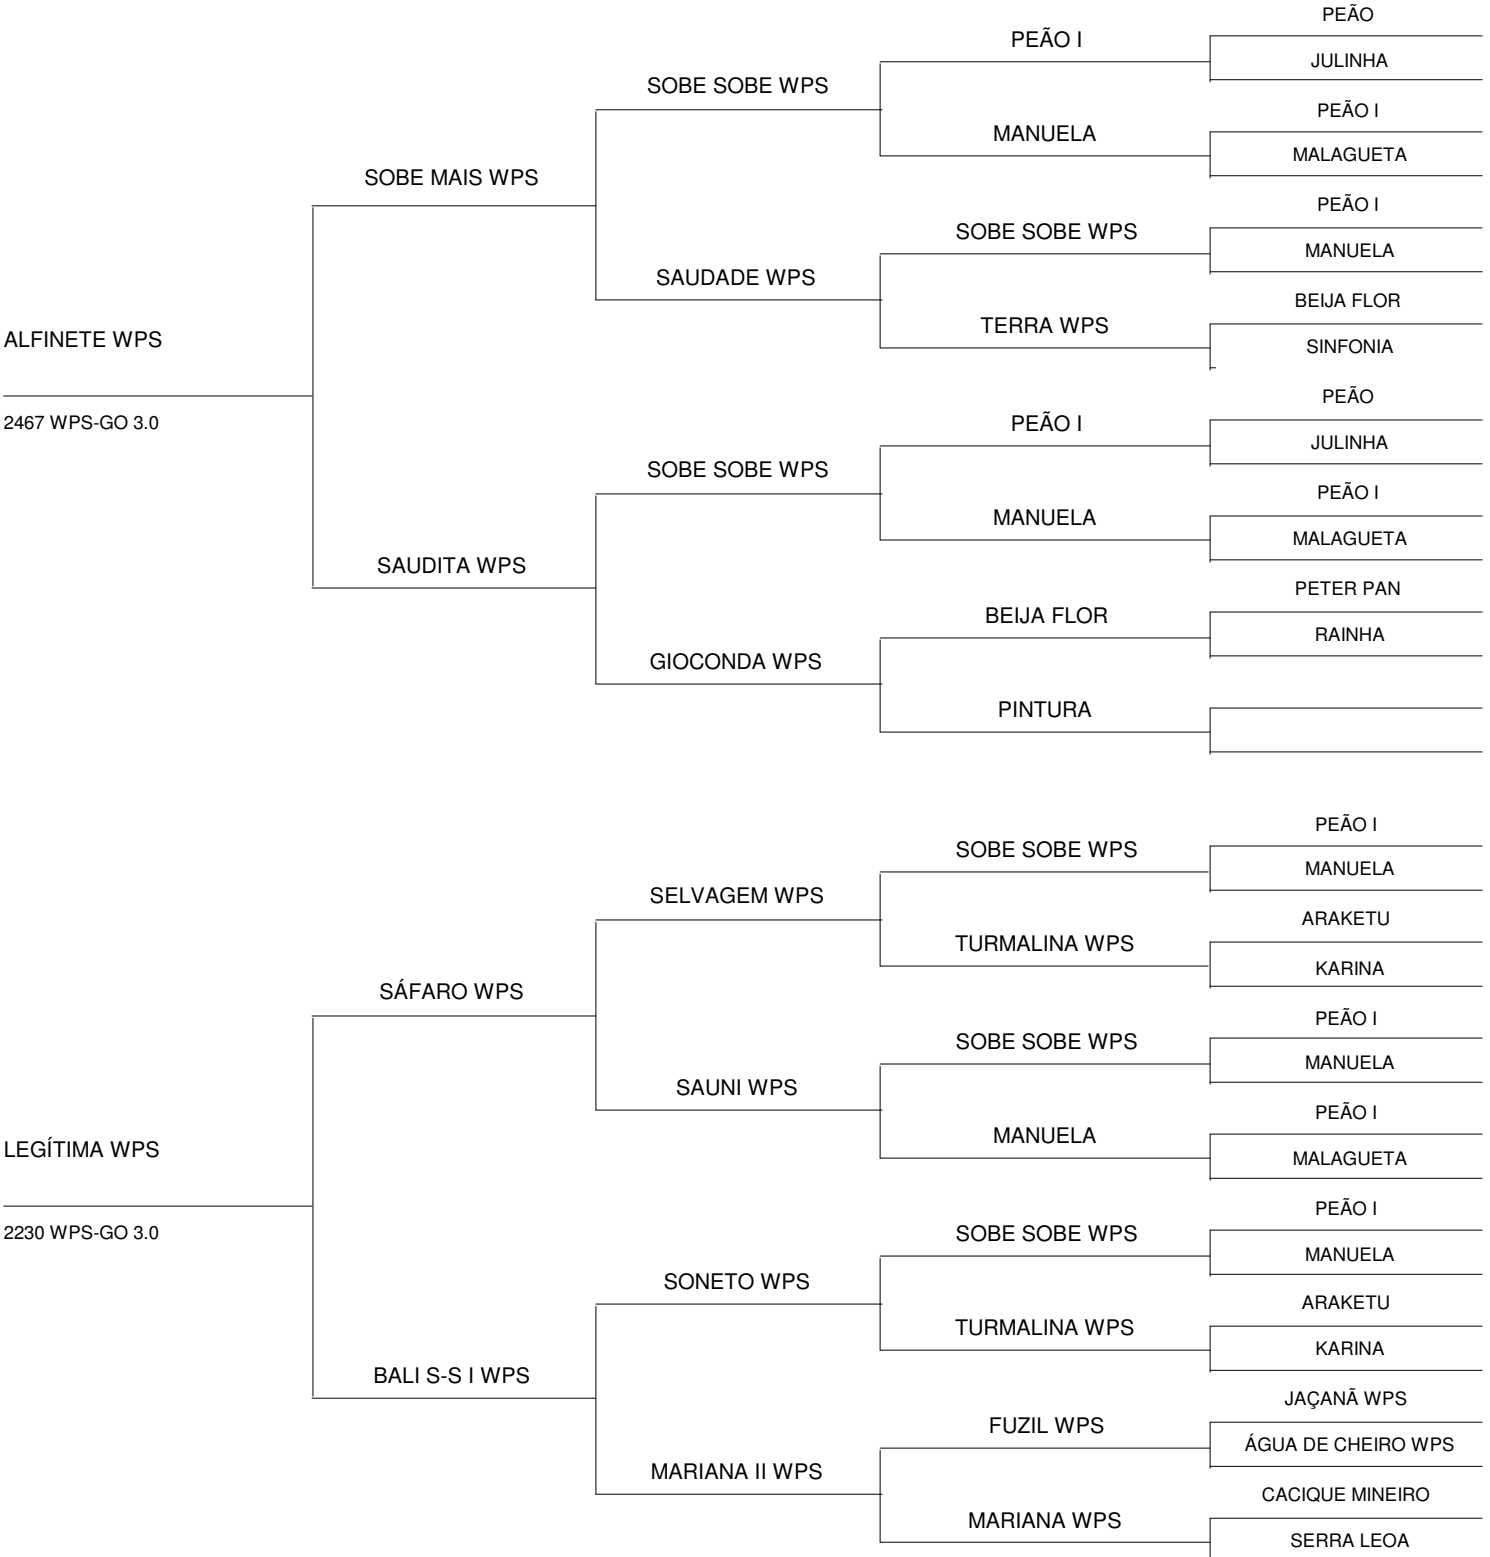 PEÃO
PEÃO I
JULINHA
SOBE SOBE WPS
PEÃO I
MANUELA
MALAGUETA
SOBE MAIS WPS
PEÃO I
SOBE SOBE WPS
MANUELA
SAUDADE WPS
BEIJA FLOR
TERRA WPS
SINFONIA
ALFINETE WPS
2467 WPS-GO 3.0
PEÃO
PEÃO I
JULINHA
SOBE SOBE WPS
PEÃO I
MANUELA
MALAGUETA
SAUDITA WPS
PETER PAN
BEIJA FLOR
RAINHA
GIOCONDA WPS
PINTURA
PEÃO I
SOBE SOBE WPS
MANUELA
SELVAGEM WPS
ARAKETU
TURMALINA WPS
KARINA
SÁFARO WPS
PEÃO I
SOBE SOBE WPS
MANUELA
SAUNI WPS
PEÃO I
MANUELA
MALAGUETA
LEGÍTIMA WPS
2230 WPS-GO 3.0
PEÃO I
SOBE SOBE WPS
MANUELA
SONETO WPS
ARAKETU
TURMALINA WPS
KARINA
BALI S-S I WPS
JAÇANÃ WPS
FUZIL WPS
ÁGUA DE CHEIRO WPS
MARIANA II WPS
CACIQUE MINEIRO
MARIANA WPS
SERRA LEOA